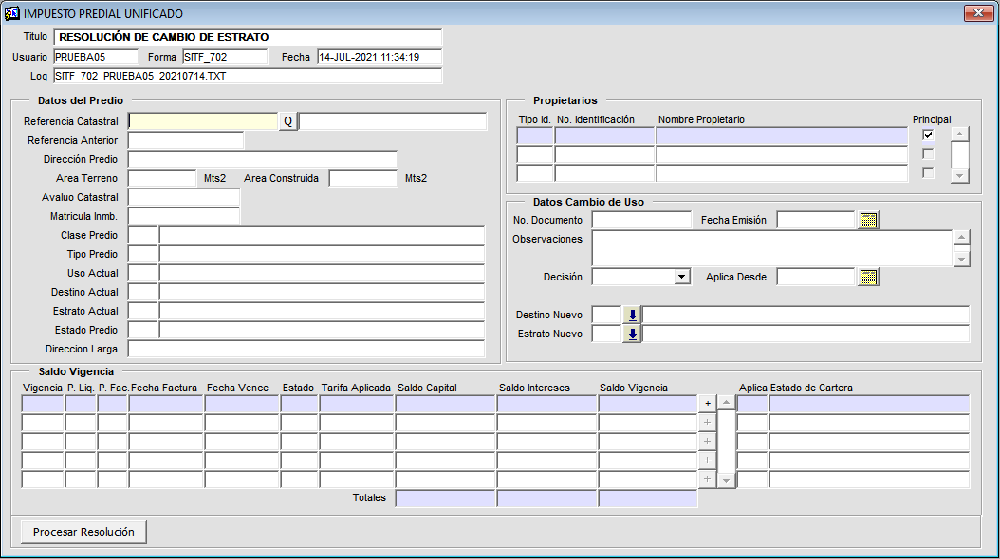 IMPUESTO PREDIAL UNIFICADO
Titulo RESOLUCIÓN DE CAMBIO DE ESTRATO
Usuario PRUEBA05 Forma SITF_702 Fecha 14-JUL-2021 11:34:19
Log SITF_702_PRUEBA05_20210714.TXT
Datos del Predio
Referencia Catastral Q
Referencia Anterior
Dirección Predio
Area Terreno Mts2 Area Construida Mts2
Avaluo Catastral
Matricula Inmb.
Clase Predio
Tipo Predio
Uso Actual
Destino Actual
Estrato Actual
Estado Predio
Direccion Larga
Propietarios
Tipo Id. No. Identificación Nombre Propietario Principal
Datos Cambio de Uso
No. Documento Fecha Emisión
Observaciones
Decisión Aplica Desde
Destino Nuevo
Estrato Nuevo
Saldo Vigencia
Vigencia P. Liq. P. Fac. Fecha Factura Fecha Vence Estado Tarifa Aplicada Saldo Capital Saldo Intereses Saldo Vigencia Aplica Estado de Cartera
+
+
+
+
+
Totales
Procesar Resolución